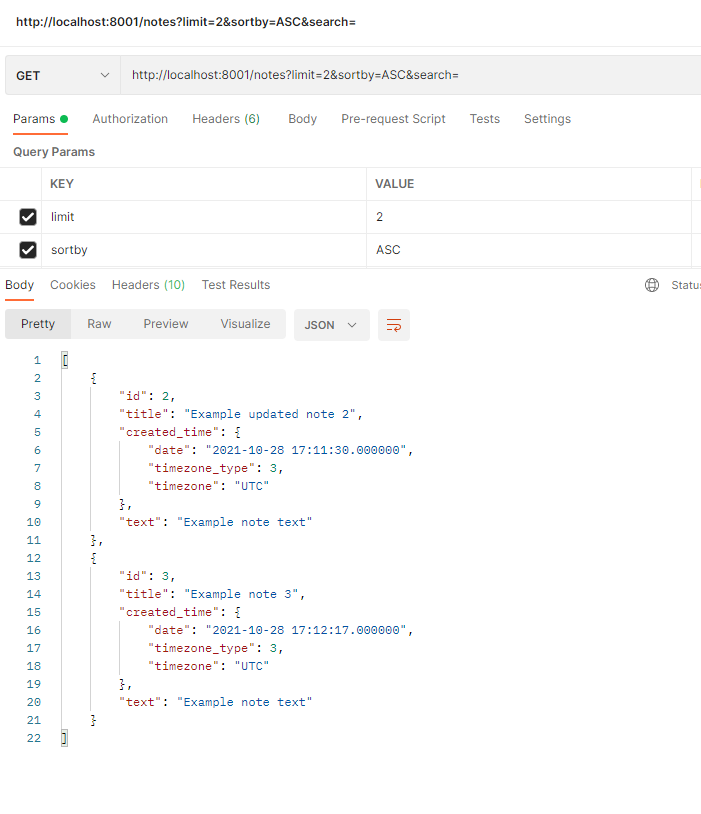 http://localhost:8001/notes?limit=2&sortby=ASC&search=
GET http://localhost:8001/notes?limit=2&sortby=ASC&search=
Params Authorization Headers (6) Body Pre-request Script Tests Settings
Query Params
KEY VALUE
limit 2
sortby ASC
Body Cookies Headers (10) Test Results Status
Pretty Raw Preview Visualize JSON
1 [
2 {
3 "id": 2,
4 "title": "Example updated note 2",
5 "created_time": {
6 "date": "2021-10-28 17:11:30.000000",
7 "timezone_type": 3,
8 "timezone": "UTC"
9 },
10 "text": "Example note text"
11 },
12 {
13 "id": 3,
14 "title": "Example note 3",
15 "created_time": {
16 "date": "2021-10-28 17:12:17.000000",
17 "timezone_type": 3,
18 "timezone": "UTC"
19 },
20 "text": "Example note text"
21 }
22 ]